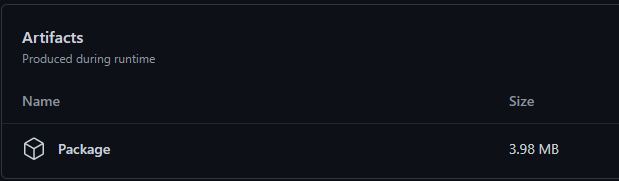 Artifacts
Produced during runtime
Name Size
Package 3.98 MB